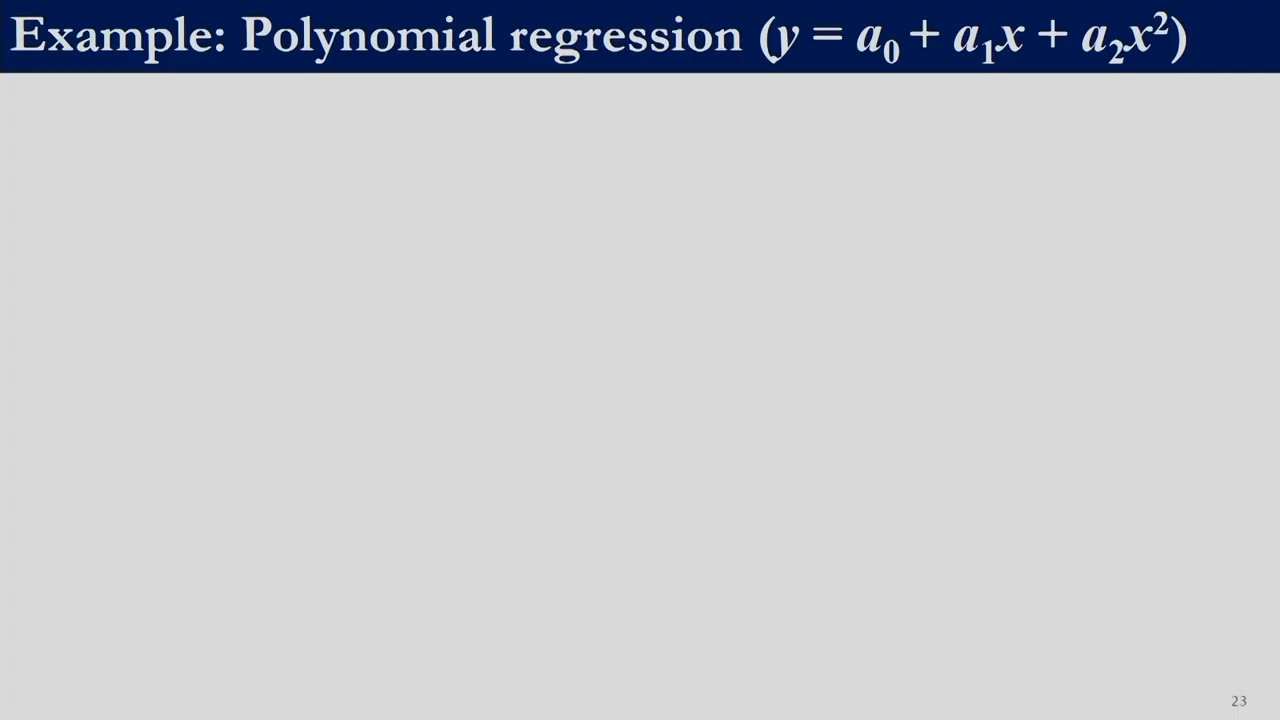 Example: Polynomial regression (y = a₀ + a₁x + a₂x²)
23